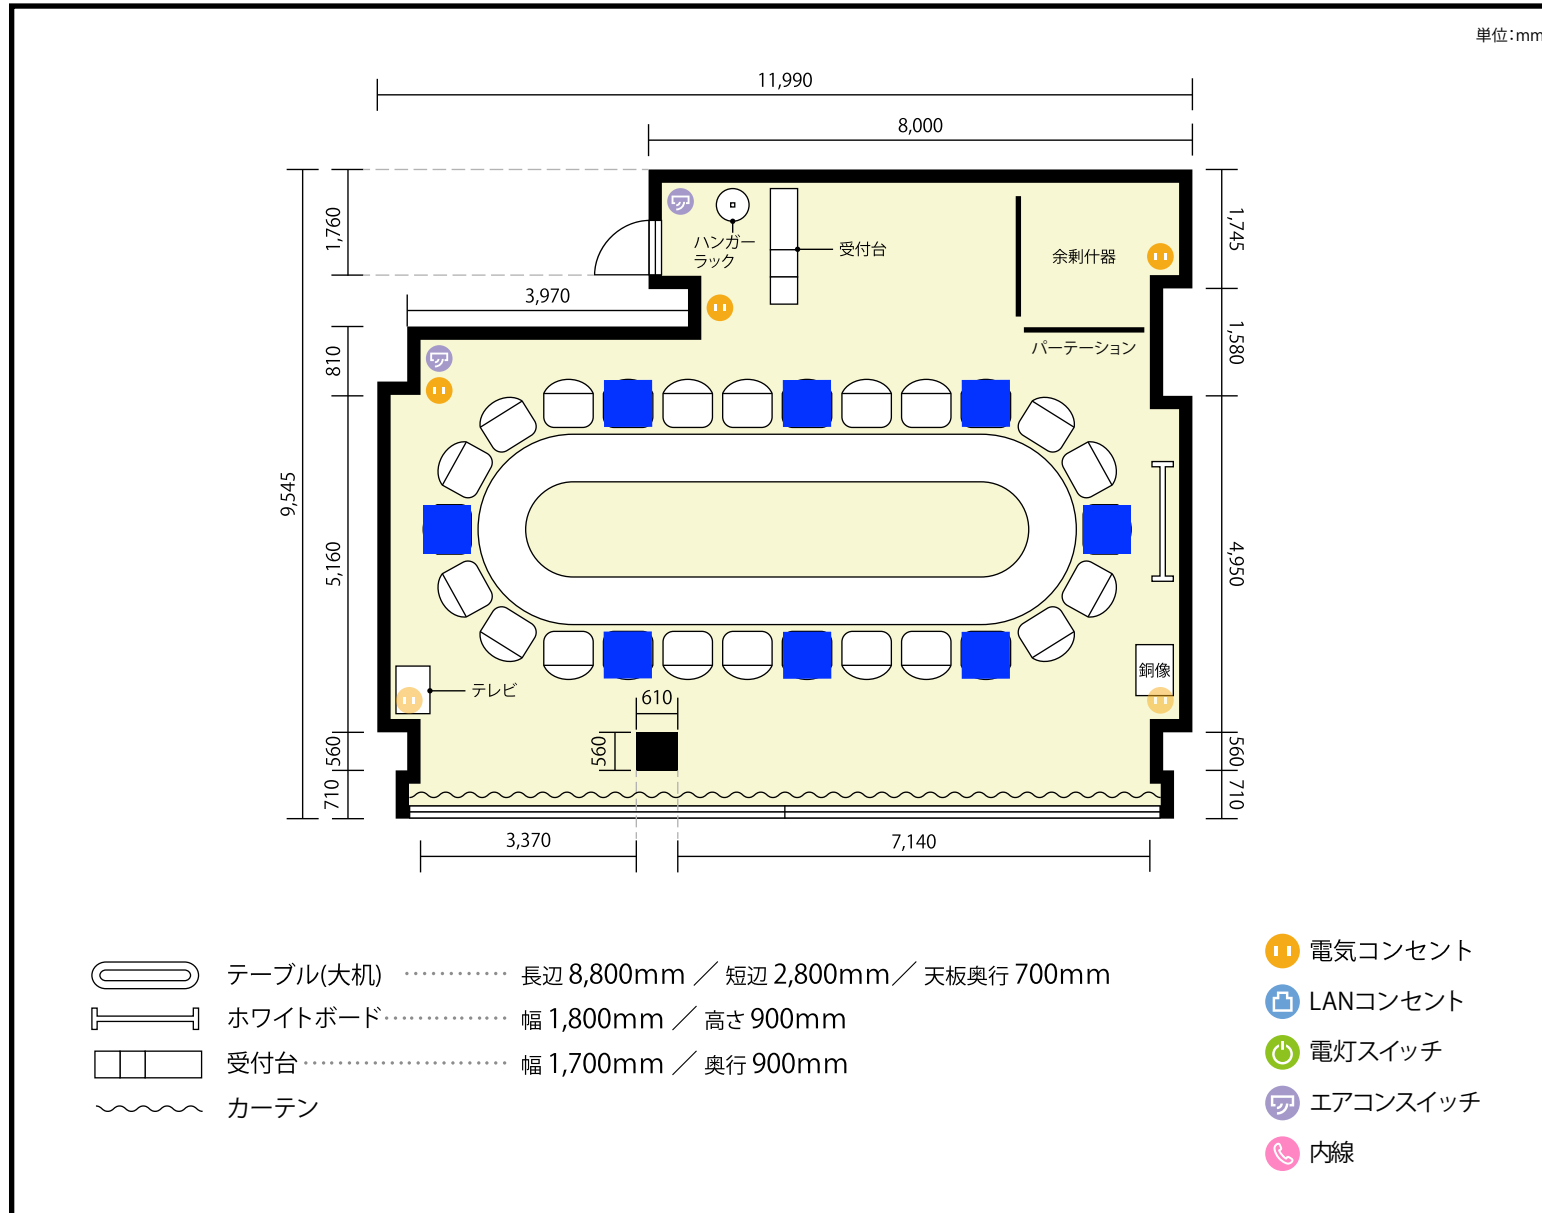 単位：mm
11,990
8,000
1,760
1,745
ハンガー
ラック
受付台
余剰什器
3,970
パーテーション
810
1,580
9,545
5,160
4,950
テレビ
銅像
610
560
560
560
710
710
3,370
7,140
テーブル(大机) ············ 長辺 8,800mm ／ 短辺 2,800mm／ 天板奥行 700mm
ホワイトボード ·············· 幅 1,800mm ／ 高さ 900mm
受付台 ························ 幅 1,700mm ／ 奥行 900mm
カーテン
電気コンセント
LANコンセント
電灯スイッチ
エアコンスイッチ
内線